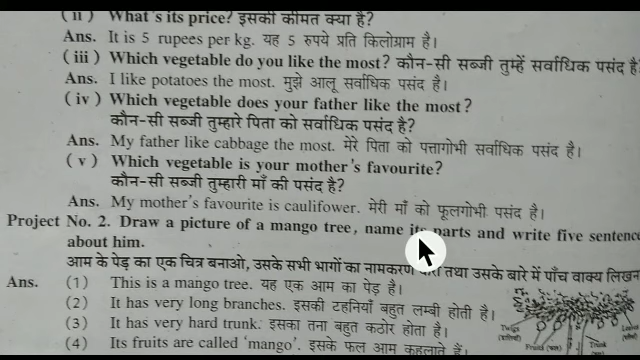 (ii) What's its price? इसकी कीमत क्या है?
Ans. It is 5 rupees per kg. यह 5 रुपये प्रति किलोग्राम है।
(iii) Which vegetable do you like the most? कौन-सी सब्जी तुम्हें सर्वाधिक पसंद है
Ans. I like potatoes the most. मुझे आलू सर्वाधिक पसंद है।
(iv) Which vegetable does your father like the most?
कौन-सी सब्जी तुम्हारे पिता को सर्वाधिक पसंद है?
Ans. My father like cabbage the most. मेरे पिता को पत्तागोभी सर्वाधिक पसंद है।
(v) Which vegetable is your mother's favourite?
कौन-सी सब्जी तुम्हारी माँ की पसंद है?
Ans. My mother's favourite is caulifower. मेरी माँ को फूलगोभी पसंद है।
Project No. 2. Draw a picture of a mango tree, name its parts and write five sentenc
about him.
आम के पेड़ का एक चित्र बनाओ, उसके सभी भागों का नामकरण तथा उसके बारे में पाँच वाक्य लिखन
Ans. (1) This is a mango tree. यह एक आम का पेड़ है।
(2) It has very long branches. इसकी टहनियाँ बहुत लम्बी होती है।
(3) It has very hard trunk. इसका तना बहुत कठोर होता है।
(4) Its fruits are called 'mango'. इसके फल आम कहलाते हैं।
Twigs
Fruit
Trunk